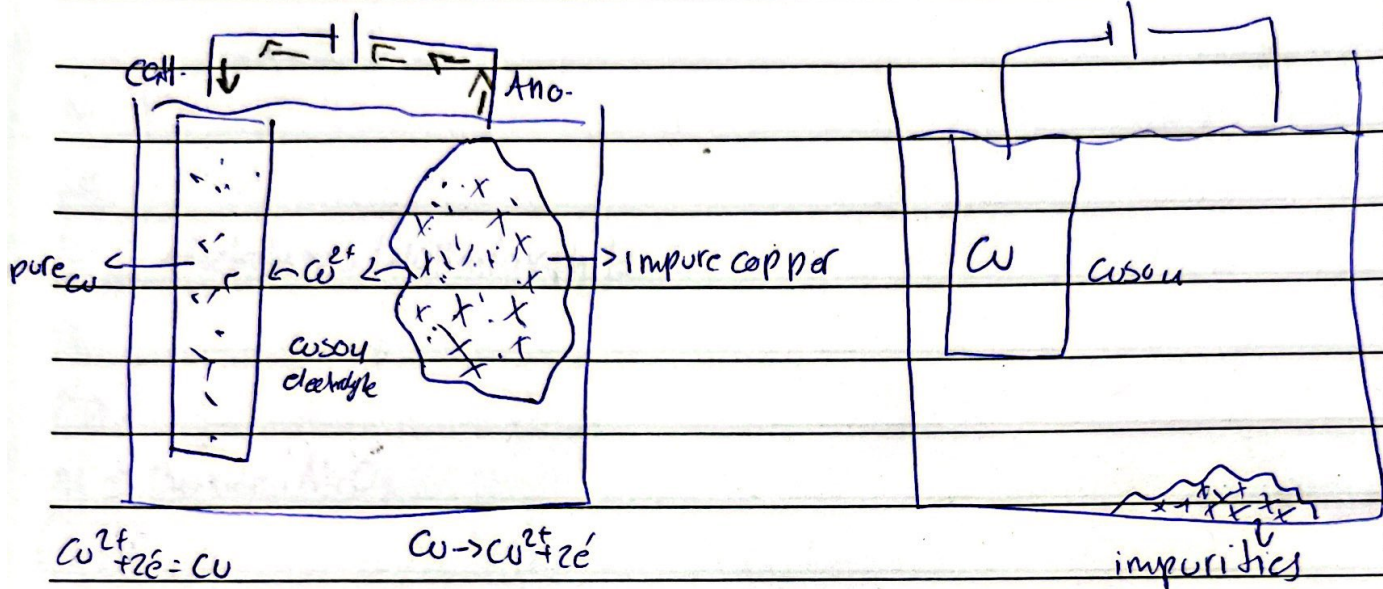 Cath.
Ano.
pure Cu
Cu²⁺
impure copper
CuSO4
electrolyte
Cu
CuSO4
Cu²⁺ +2é = Cu
Cu → Cu²⁺ + 2é
impurities